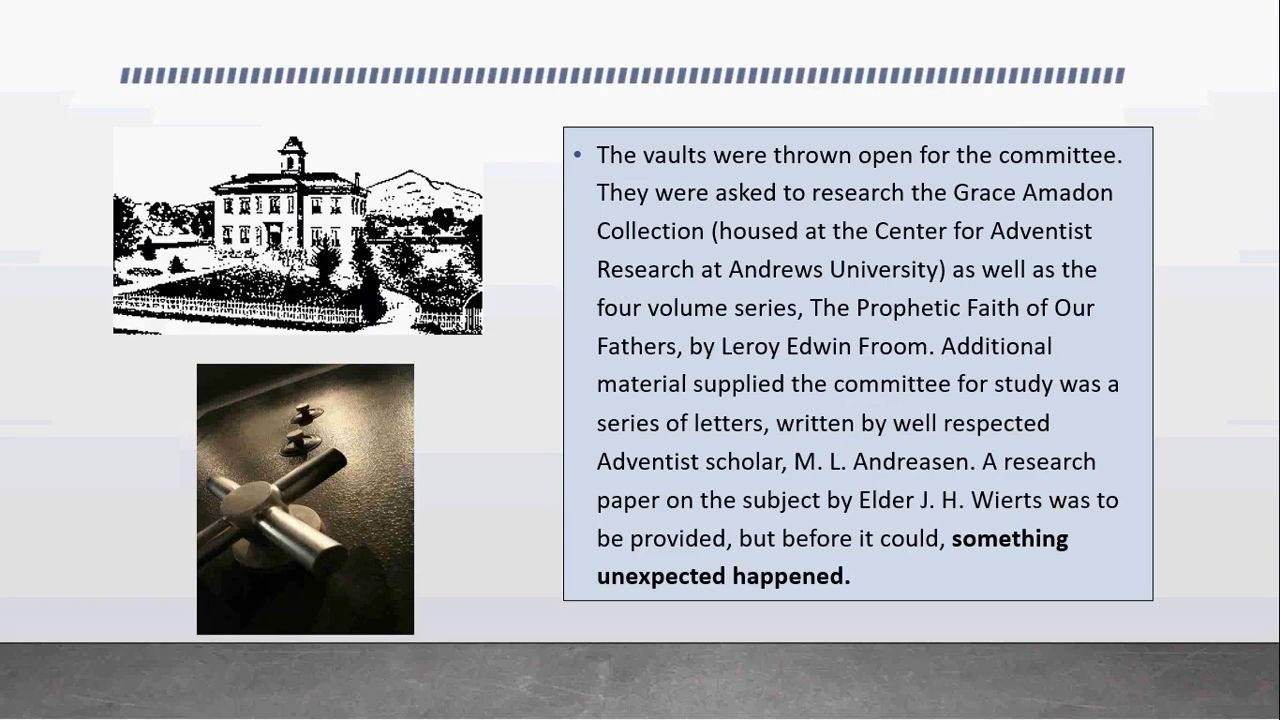 • The vaults were thrown open for the committee.
They were asked to research the Grace Amadon
Collection (housed at the Center for Adventist
Research at Andrews University) as well as the
four volume series, The Prophetic Faith of Our
Fathers, by Leroy Edwin Froom. Additional
material supplied the committee for study was a
series of letters, written by well respected
Adventist scholar, M. L. Andreasen. A research
paper on the subject by Elder J. H. Wierts was to
be provided, but before it could, something
unexpected happened.